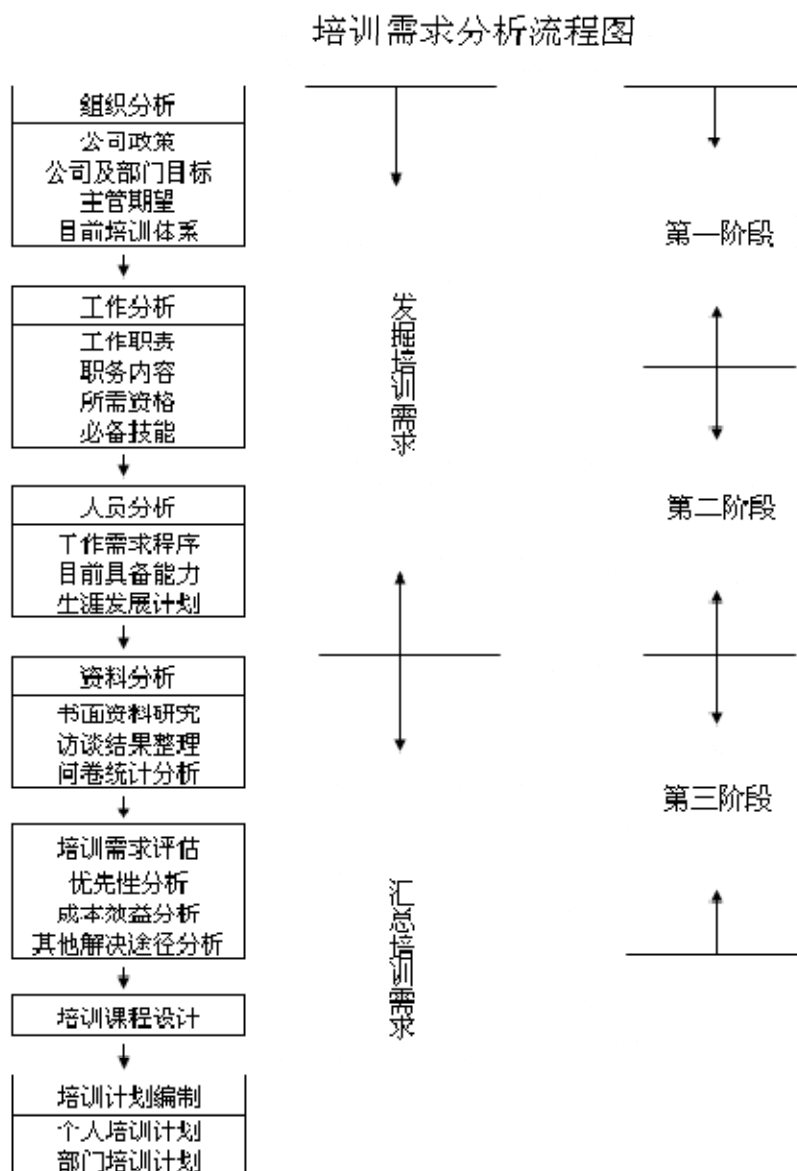 培训需求分析流程图
组织分析
公司政策
公司及部门目标
主管期望
目前培训体系
工作分析
工作职责
职务内容
所需资格
必备技能
人员分析
工作需求程序
目前具备能力
生涯发展计划
资料分析
书面资料研究
访谈结果整理
问卷统计分析
培训需求评估
优先性分析
成本效益分析
其他解决途径分析
培训课程设计
培训计划编制
个人培训计划
部门培训计划
发掘培训需求
汇总培训需求
第一阶段
第二阶段
第三阶段